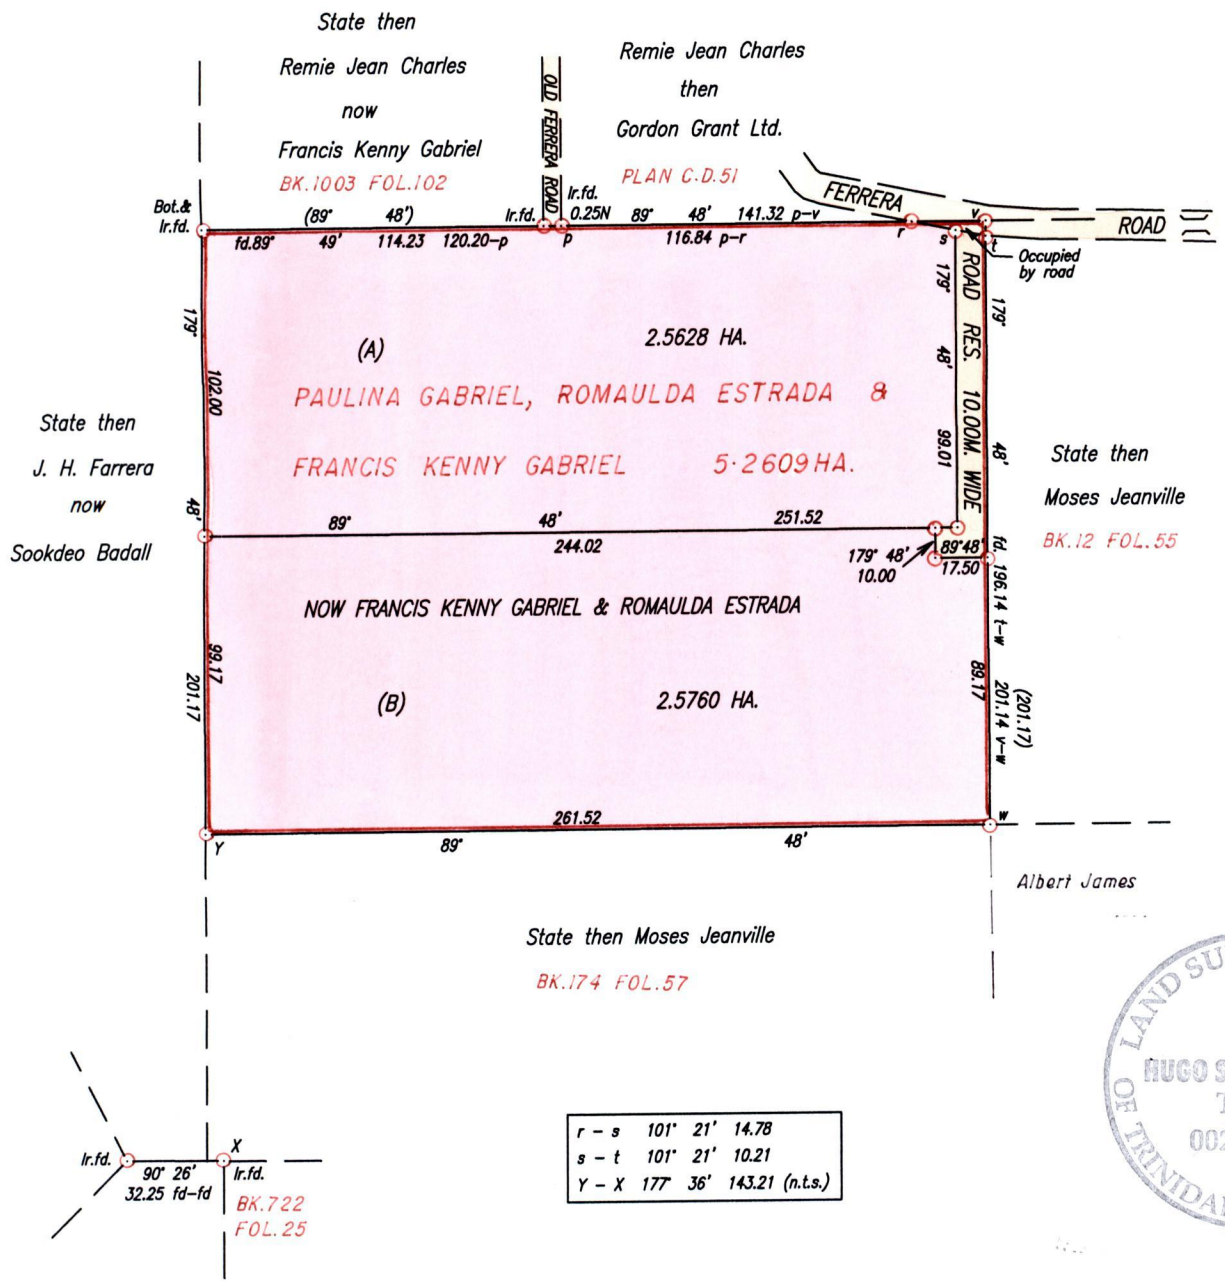 State then
Remie Jean Charles
now
Francis Kenny Gabriel
BK.1003 FOL.102
OLD FERRERA ROAD
Remie Jean Charles
then
Gordon Grant Ltd.
PLAN C.D.51
FERRERA
ROAD
Bot.&
Ir.fd.
(89° 48')
Ir.fd.
Ir.fd.
0.25N
89° 48' 141.32 p-v
v
fd.89° 49' 114.23 120.20-p
p
116.84 p-r
r
s
t
Occupied
by road
179°
102.00
48'
179°
48'
99.01
ROAD RES. 10.00M. WIDE
179°
48'
(A)
2.5628 HA.
PAULINA GABRIEL, ROMAULDA ESTRADA &
FRANCIS KENNY GABRIEL 5·2609HA.
State then
J. H. Farrera
now
Sookdeo Badall
State then
Moses Jeanville
BK.12 FOL.55
89° 48' 251.52
244.02
179° 48'
10.00
89°48'
17.50
fd.
196.14 t-w
201.14 v-w
(201.17)
89.17
NOW FRANCIS KENNY GABRIEL & ROMAULDA ESTRADA
99.17
201.17
(B)
2.5760 HA.
261.52
w
Y
89° 48'
Albert James
State then Moses Jeanville
BK.174 FOL.57
LAND SU
HUGO S
T
002
OF TRINIDA
r - s 101° 21' 14.78
s - t 101° 21' 10.21
Y - X 177° 36' 143.21 (n.t.s.)
Ir.fd.
X
90° 26'
Ir.fd.
32.25 fd-fd
BK.722
FOL.25